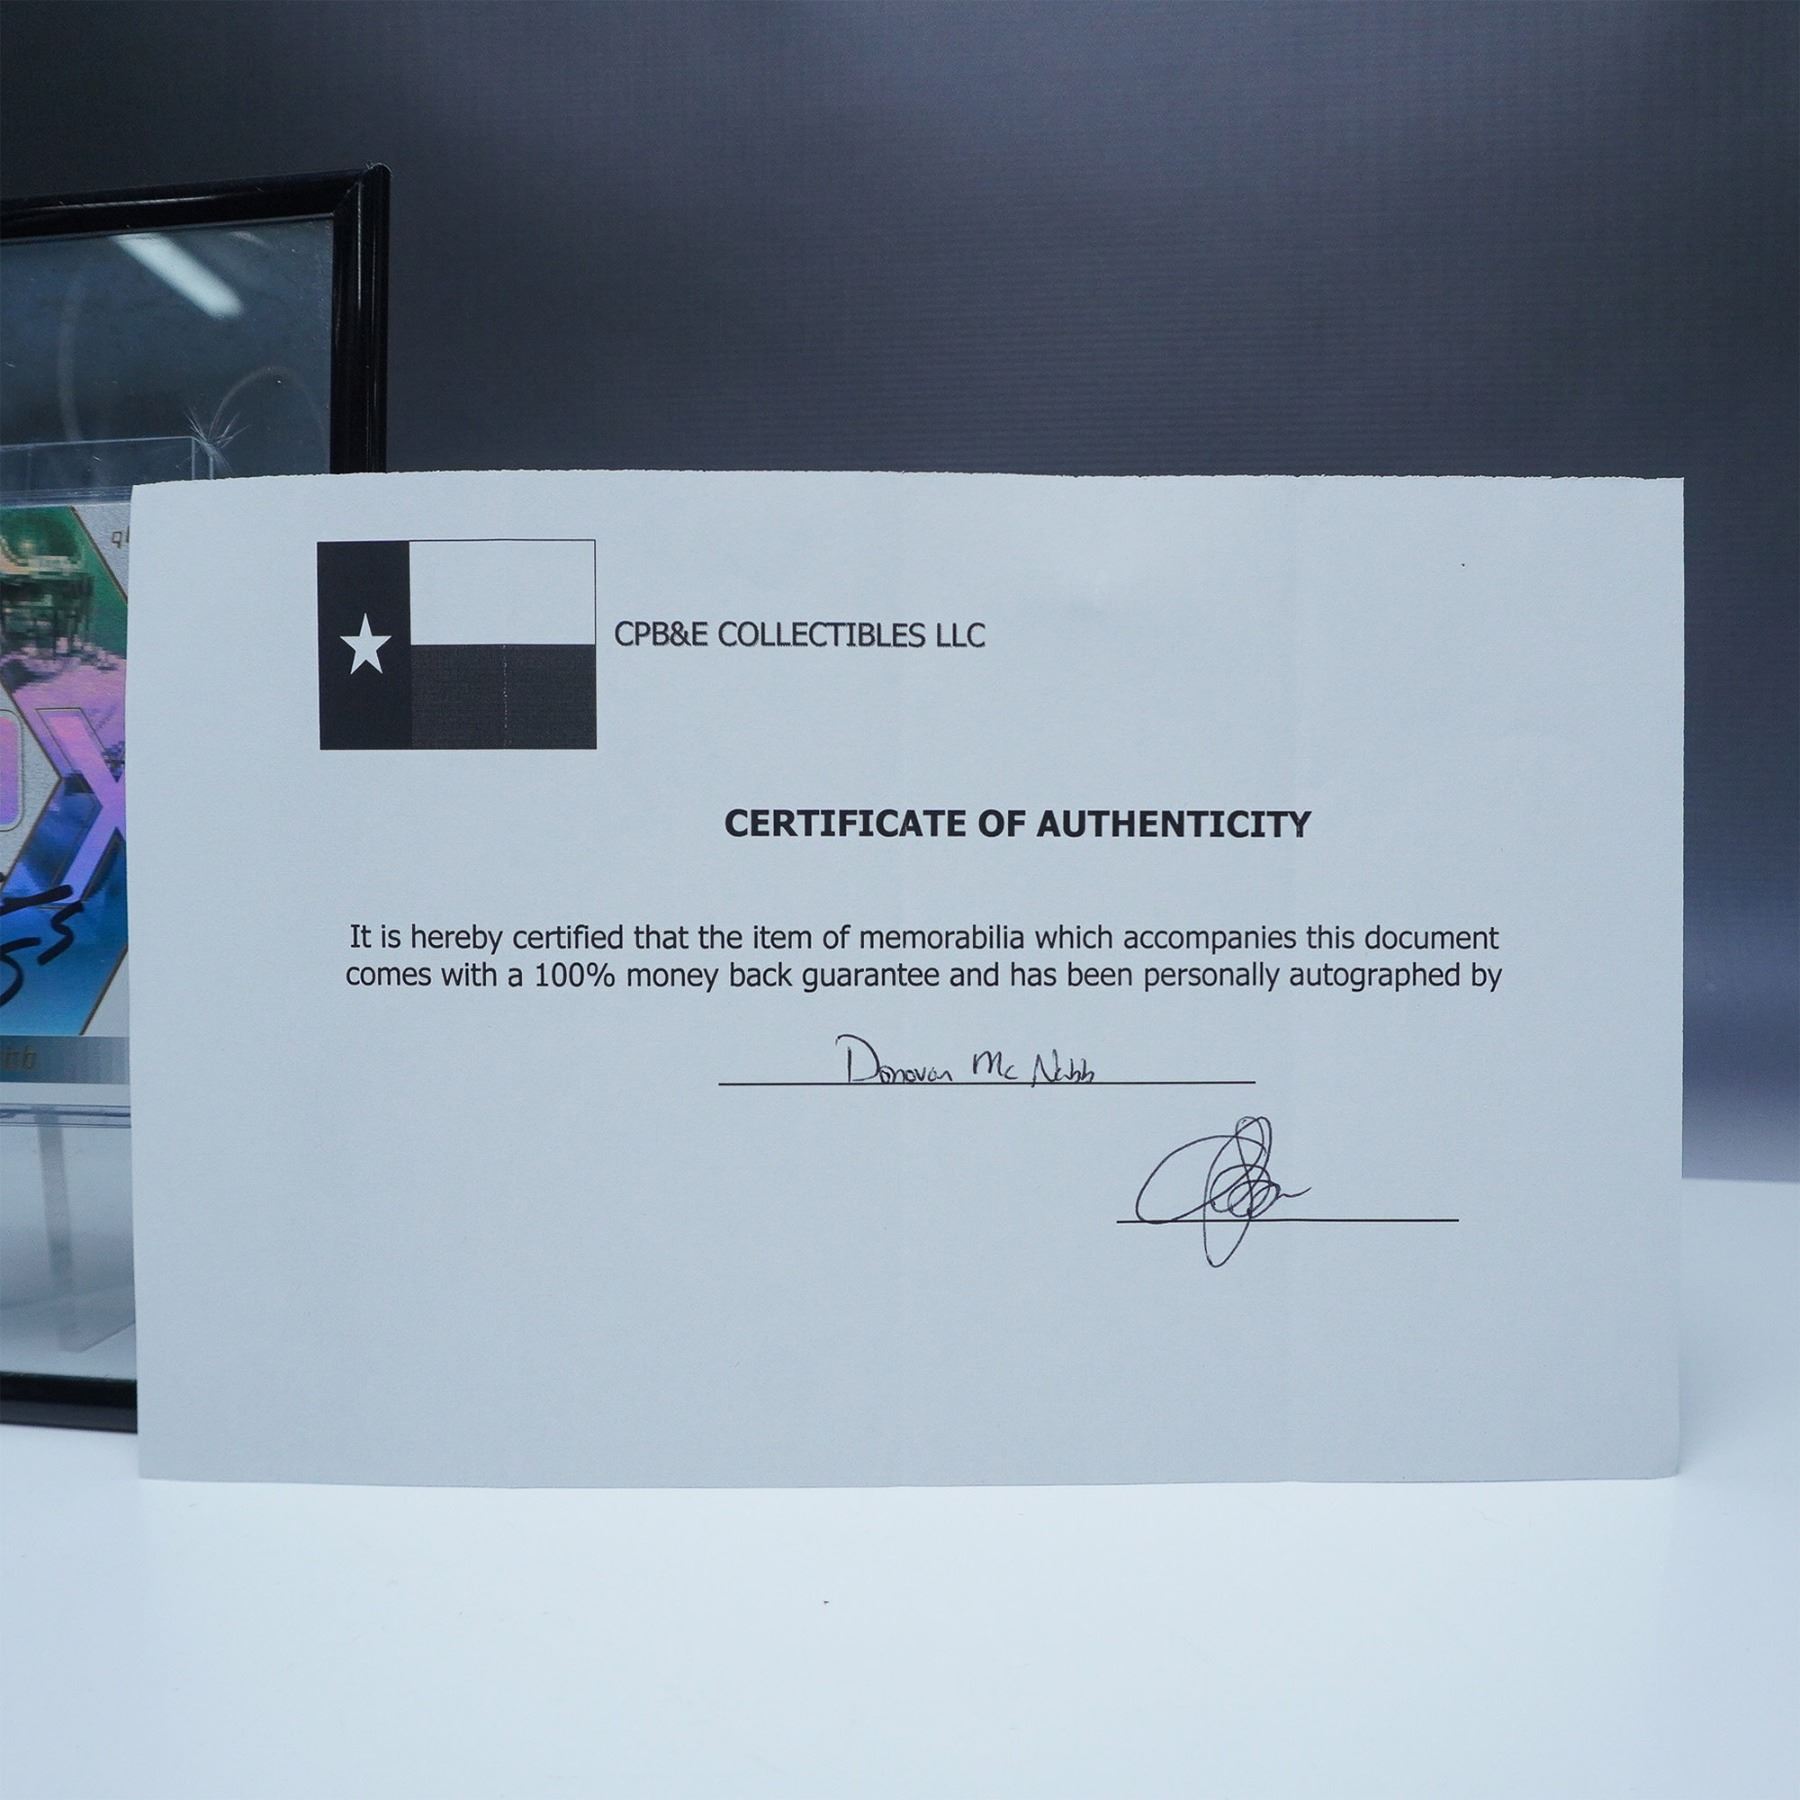 CPB&E COLLECTIBLES LLC
CERTIFICATE OF AUTHENTICITY
It is hereby certified that the item of memorabilia which accompanies this document
comes with a 100% money back guarantee and has been personally autographed by
Donovan Mc Nabb